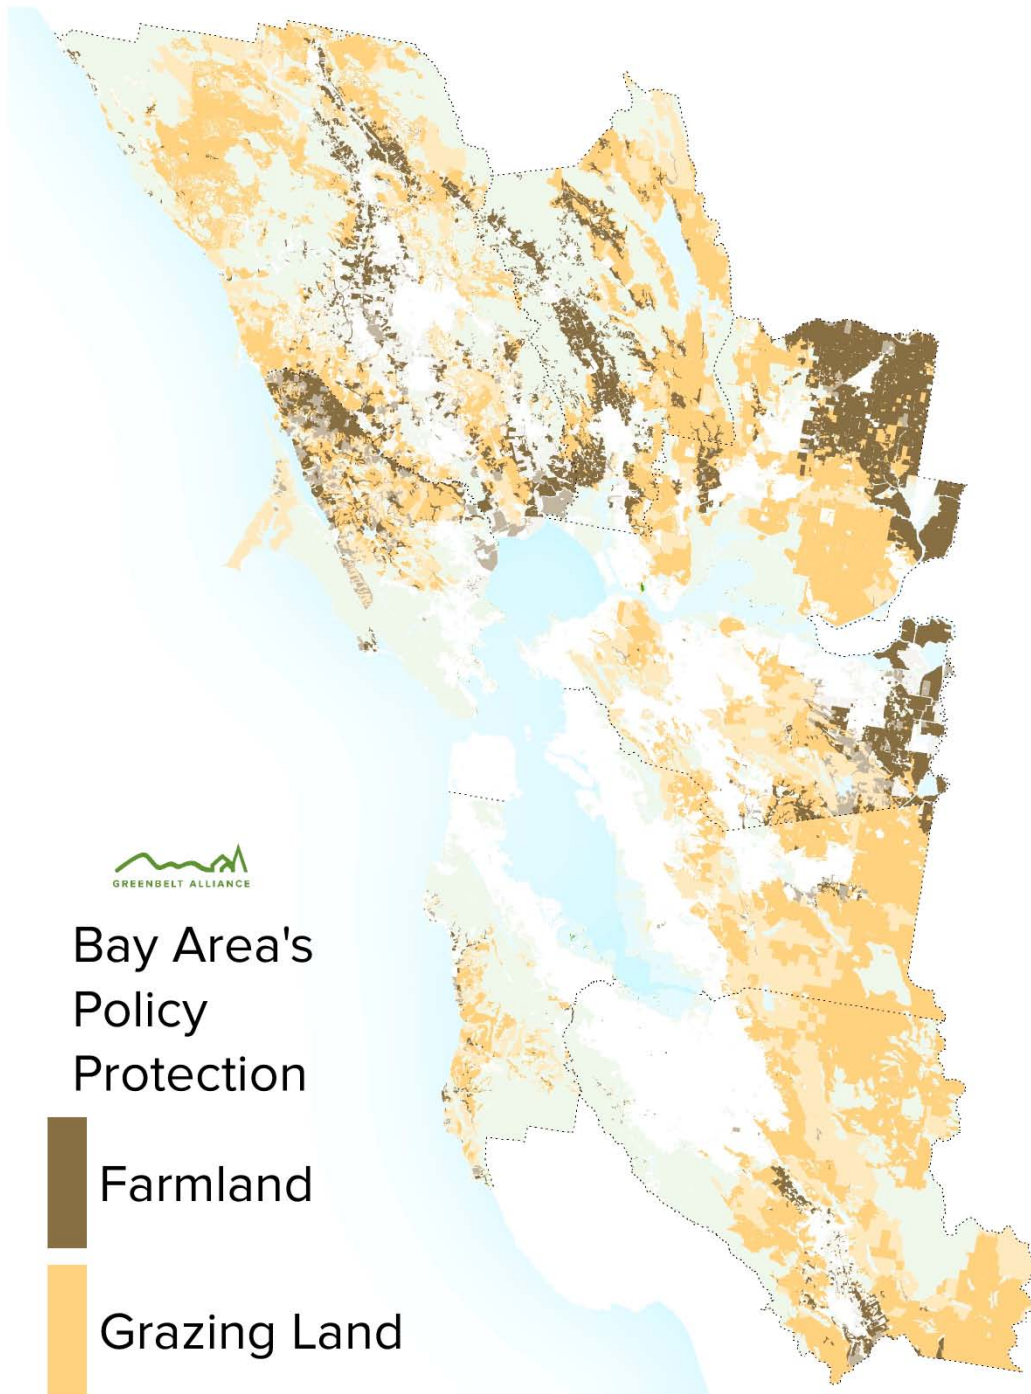 GREENBELT ALLIANCE
Bay Area's
Policy
Protection
Farmland
Grazing Land